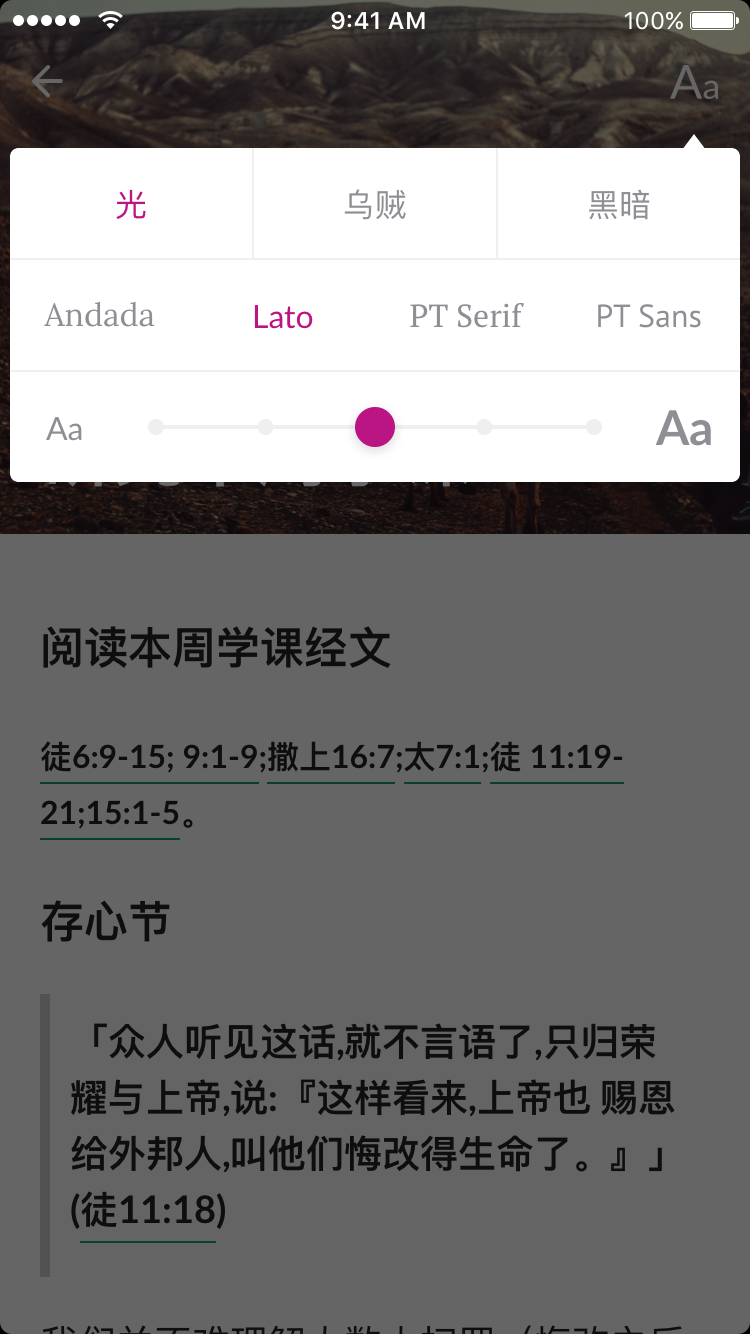 9:41 AM 100%
Aa
光 乌贼 黑暗
Andada Lato PT Serif PT Sans
Aa Aa
阅读本周学课经文
徒6:9-15; 9:1-9;撒上16:7;太7:1;徒 11:19-
21;15:1-5。
存心节
「众人听见这话,就不言语了,只归荣
耀与上帝,说:『这样看来,上帝也 赐恩
给外邦人,叫他们悔改得生命了。』」
(徒11:18)